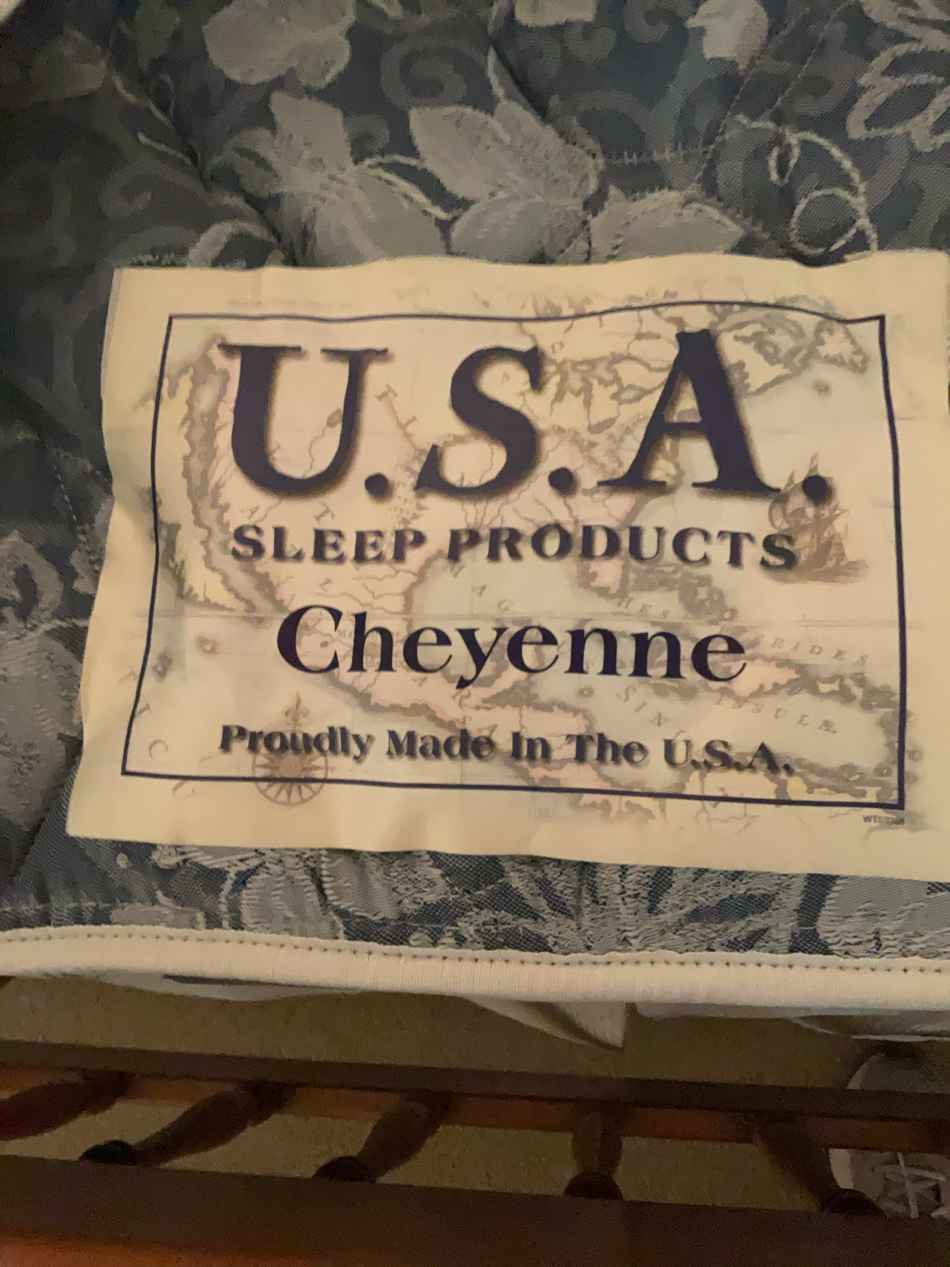 U.S.A.
SLEEP PRODUCTS
Cheyenne
Proudly Made In The U.S.A.